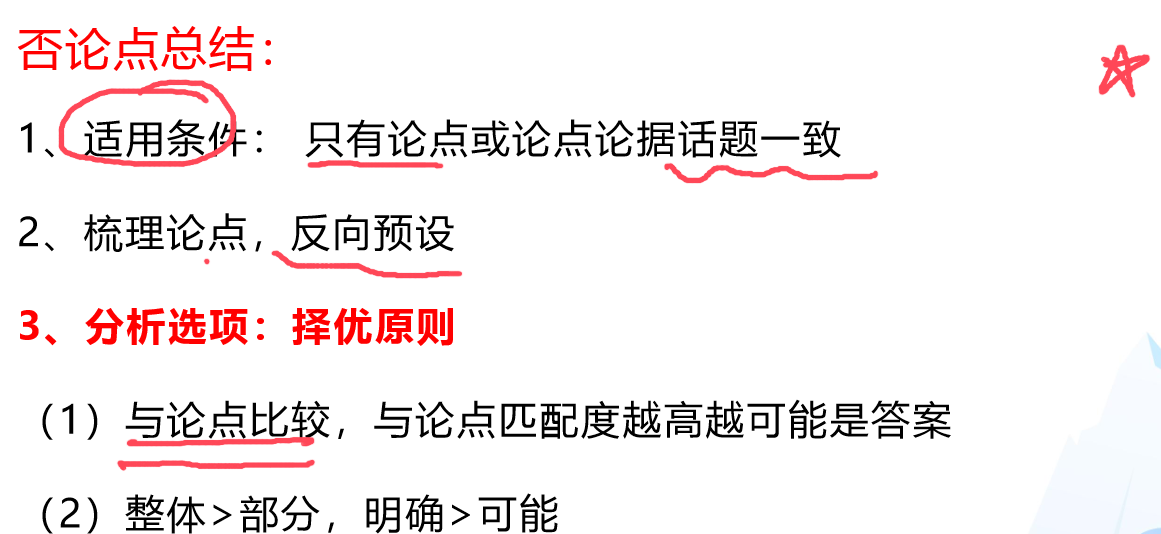 否论点总结：
1、适用条件： 只有论点或论点论据话题一致
2、梳理论点，反向预设
3、分析选项：择优原则
（1）与论点比较，与论点匹配度越高越可能是答案
（2）整体>部分，明确>可能